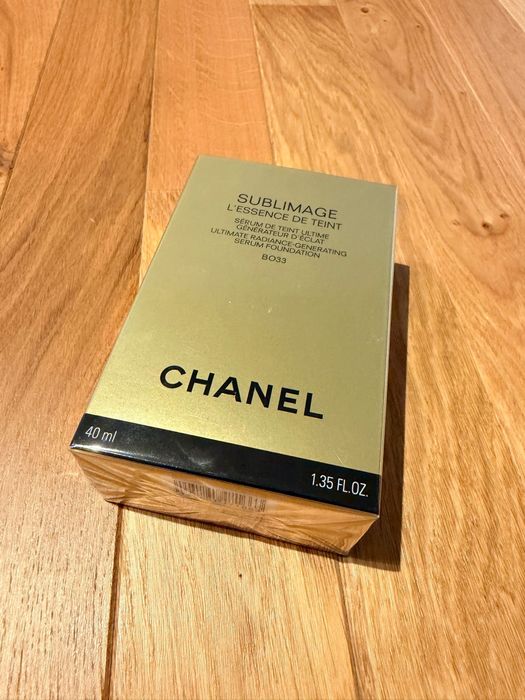 SUBLIMAGE
L'ESSENCE DE TEINT
SÉRUM DE TEINT ULTIME
GÉNÉRATEUR D'ÉCLAT
ULTIMATE RADIANCE-GENERATING
SERUM FOUNDATION
BO33
CHANEL
40 ml
1.35 FL.OZ.